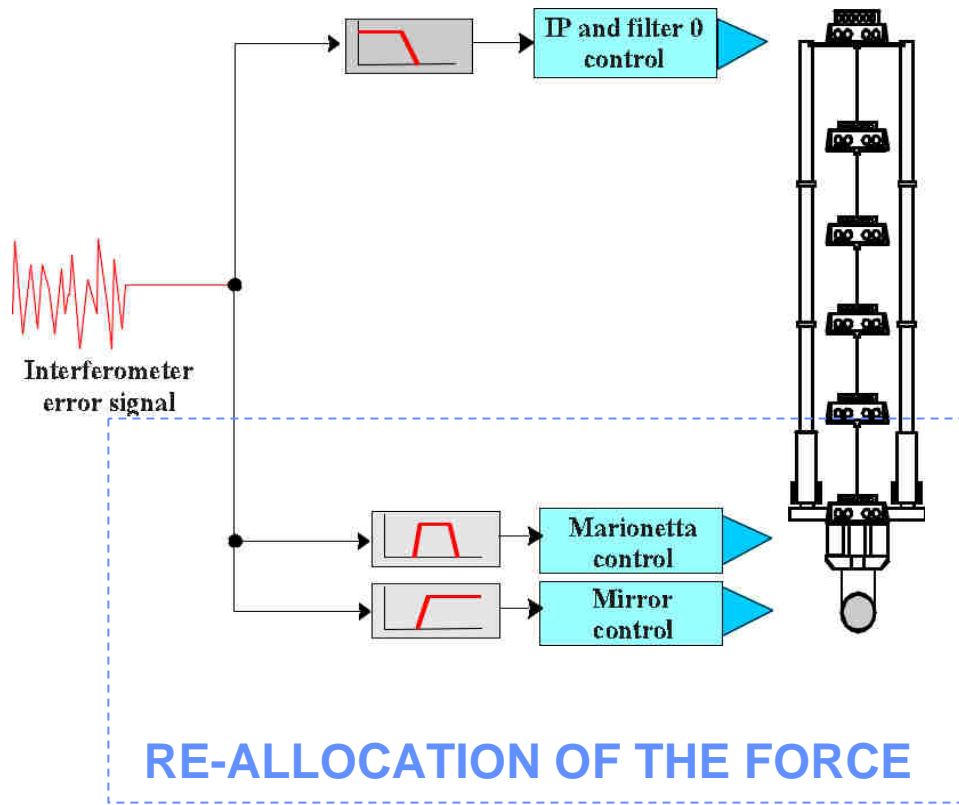 IP and filter 0
control
Interferometer
error signal
Marionetta
control
Mirror
control
RE-ALLOCATION OF THE FORCE